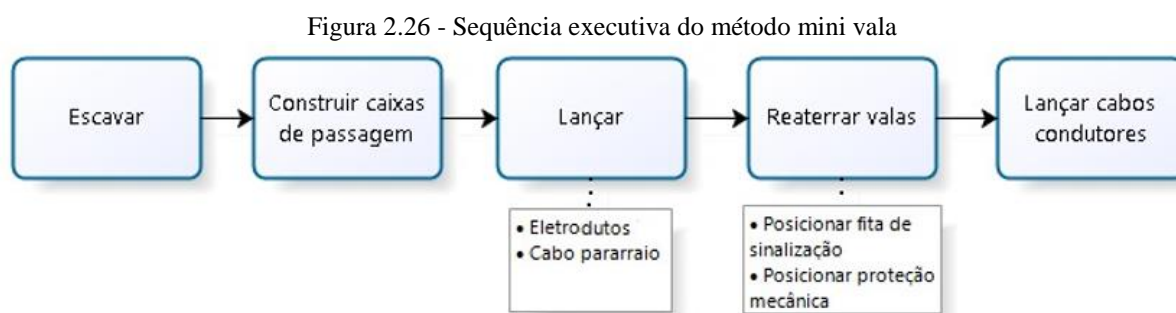 Figura 2.26 - Sequência executiva do método mini vala
Escavar
Construir caixas
de passagem
Lançar
Reaterrar valas
Lançar cabos
condutores
• Eletrodutos
• Cabo pararraio
• Posicionar fita de
sinalização
• Posicionar proteção
mecânica